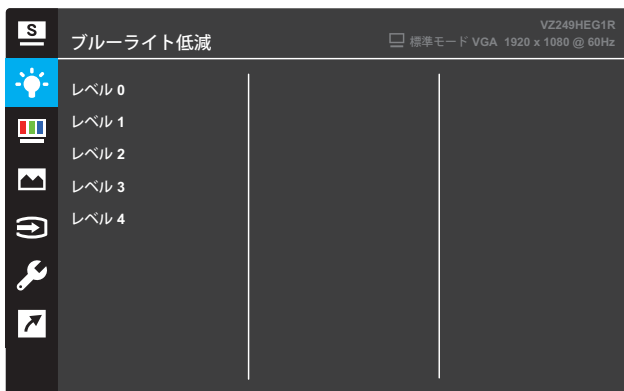 S
VZ249HEG1R
ブルーライト低減
標準モード VGA 1920 x 1080 @ 60Hz
レベル 0
レベル 1
レベル 2
レベル 3
レベル 4